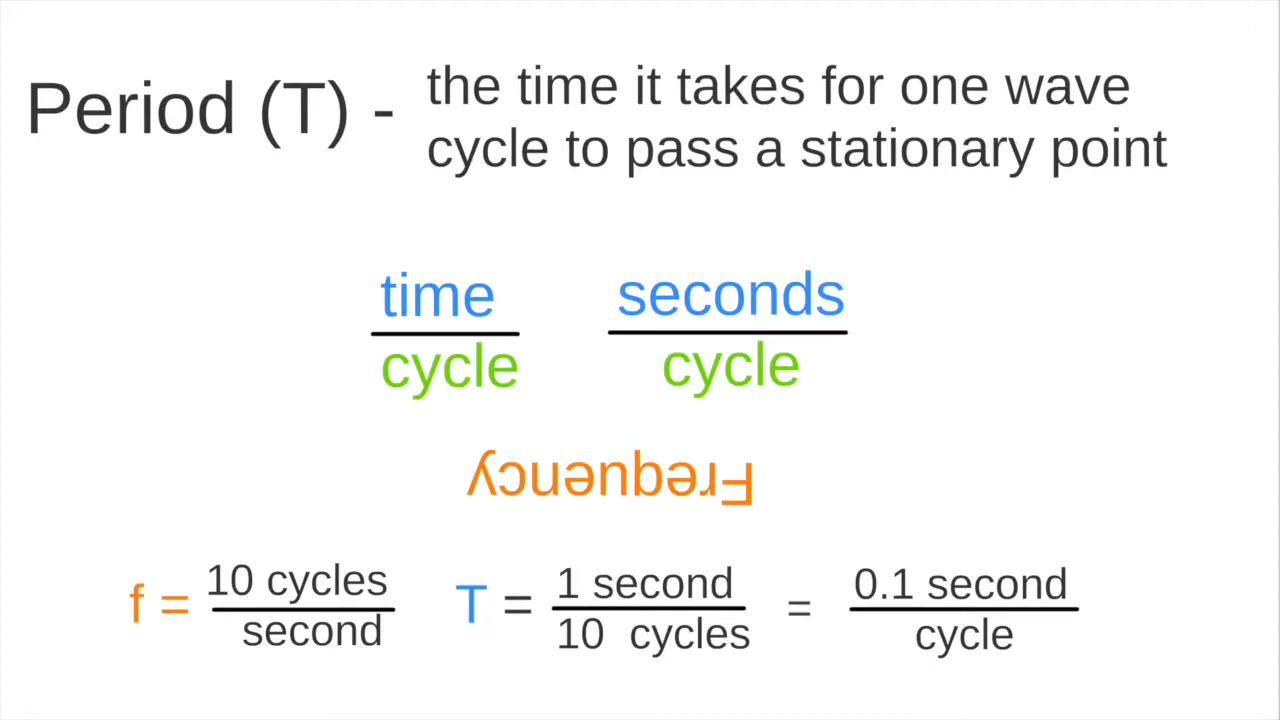 Period (T) - the time it takes for one wave
cycle to pass a stationary point
time seconds
cycle cycle
Frequency
f = 10 cycles T = 1 second = 0.1 second
second 10 cycles cycle